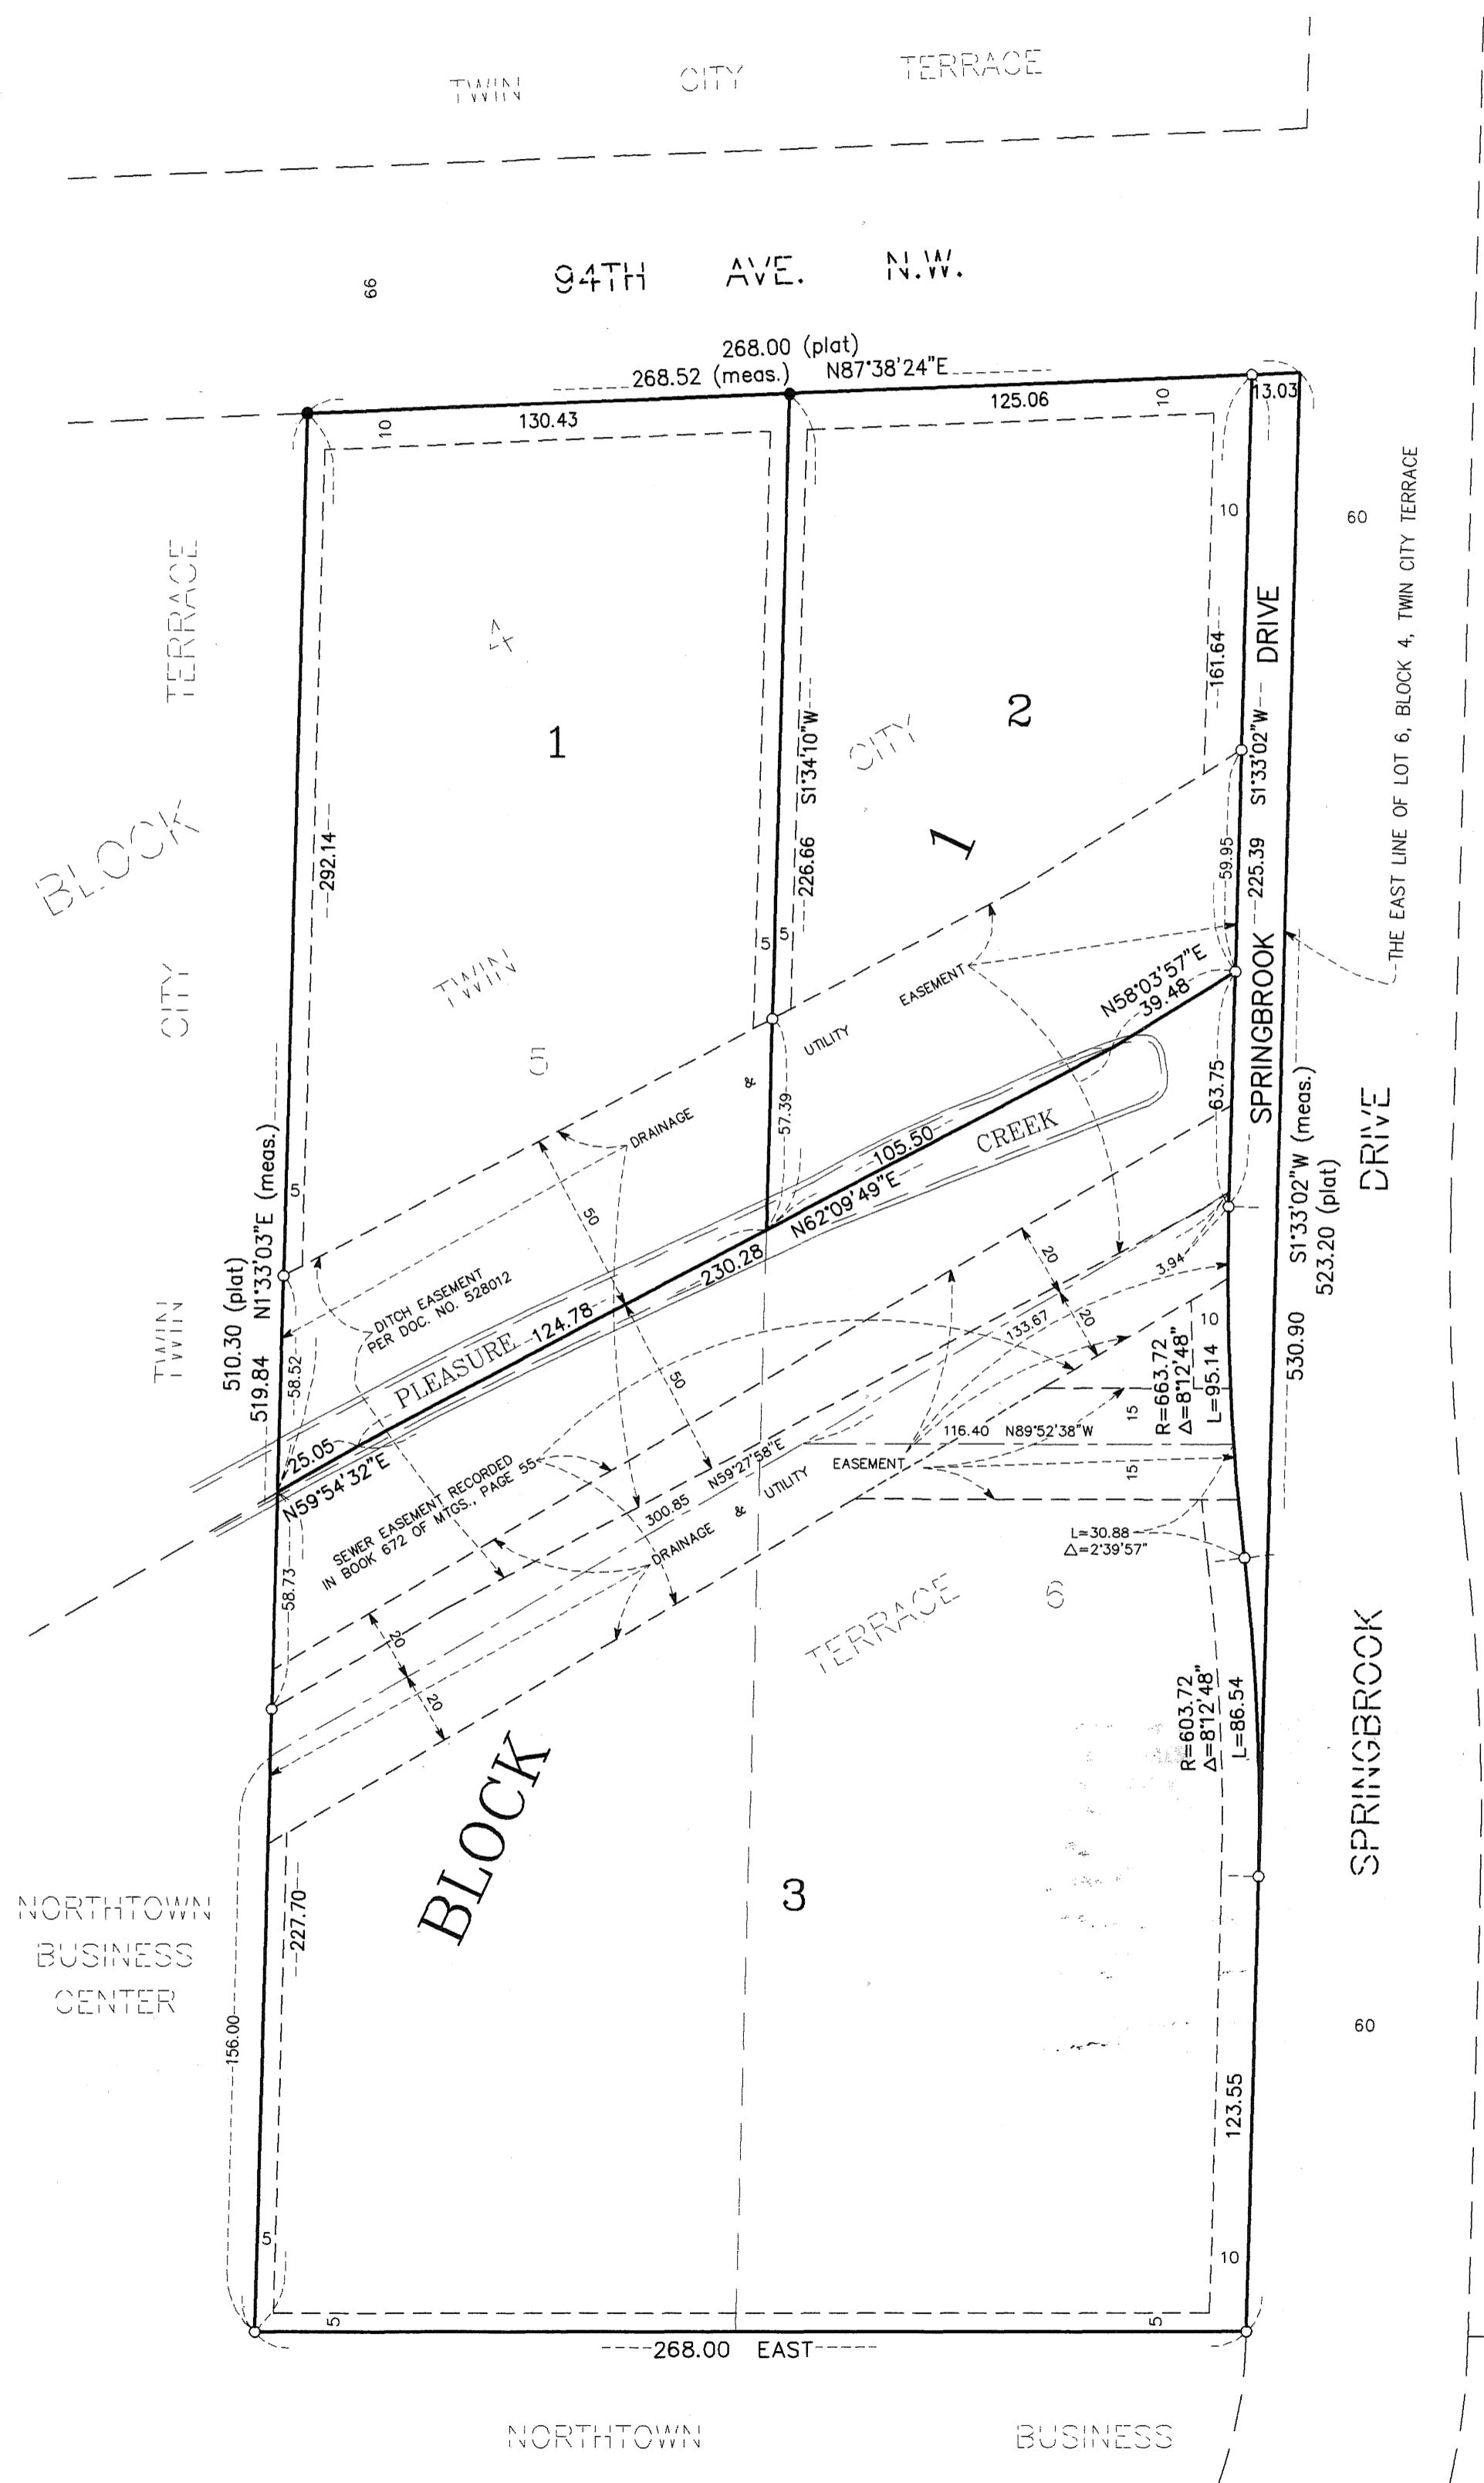 TWIN CITY TERRACE
94TH AVE. N.W.
66
268.00 (plat)
268.52 (meas.) N87°38'24"E
130.43
125.06
13.03
10
10
10
60
THE EAST LINE OF LOT 6, BLOCK 4, TWIN CITY TERRACE
TWIN CITY TERRACE
BLOCK
4
1
2
TWIN CITY TERRACE
5
6
292.14
226.66 S1°34'10"W
161.64
S1°33'02"W
225.39
59.95
SPRINGBROOK DRIVE
5
5
1
BLOCK
N58°03'57"E
39.48
DRAINAGE & UTILITY EASEMENT
57.39
63.75
105.50
CREEK
N62°09'49"E
230.28
124.78
PLEASURE
50
50
5
510.30 (plat)
519.84 N1°33'03"E (meas.)
58.52
DITCH EASEMENT
PER DOC. NO. 528012
25.05
N59°54'32"E
58.73
SEWER EASEMENT RECORDED
IN BOOK 672 OF MTGS., PAGE 55
300.85 N59°27'58"E
133.67
3.94
20
20
20
20
DRAINAGE & UTILITY EASEMENT
116.40 N89°52'38"W
15
15
10
R=663.72
Δ=8°12'48"
L=95.14
530.90 S1°33'02"W (meas.)
523.20 (plat)
L=30.88
Δ=2°39'57"
R=603.72
Δ=8°12'48"
L=86.54
SPRINGBROOK DRIVE
3
NORTHTOWN
BUSINESS
CENTER
227.70
156.00
123.55
60
5
10
5
5
268.00 EAST
NORTHTOWN BUSINESS